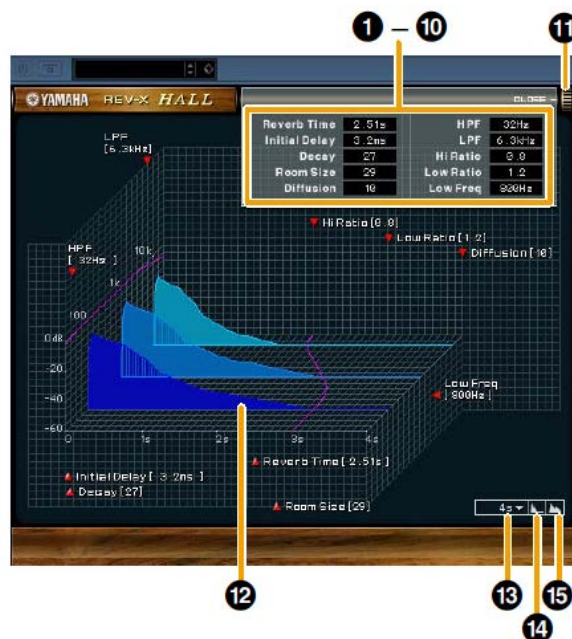 1 – 10
11
YAMAHA REV-X HALL
CLOSE
Reverb Time 2.51s HPF 32Hz
Initial Delay 3.2ms LPF 6.3kHz
Decay 27 Hi Ratio 0.8
Room Size 29 Low Ratio 1.2
Diffusion 10 Low Freq 800Hz
LPF
[6.3kHz]
Hi Ratio [0.8]
Low Ratio [1.2]
Diffusion [10]
HPF
[ 32Hz ]
10k
1k
100
0dB
-20
-40
-60
0 1s 2s 3s 4s
Low Freq
[ 800Hz]
Reverb Time [ 2.51s]
Initial Delay [ 3.2ms ]
Decay [27]
Room Size [29]
4s
12
13
14
15